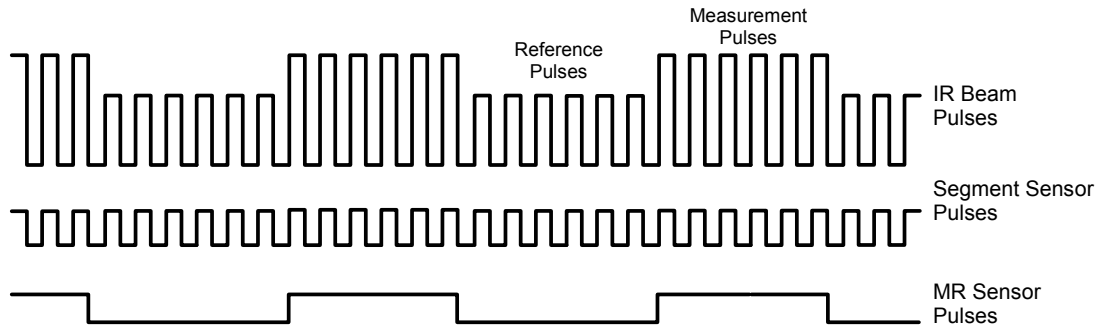 Measurement
Pulses
Reference
Pulses
IR Beam
Pulses
Segment Sensor
Pulses
MR Sensor
Pulses